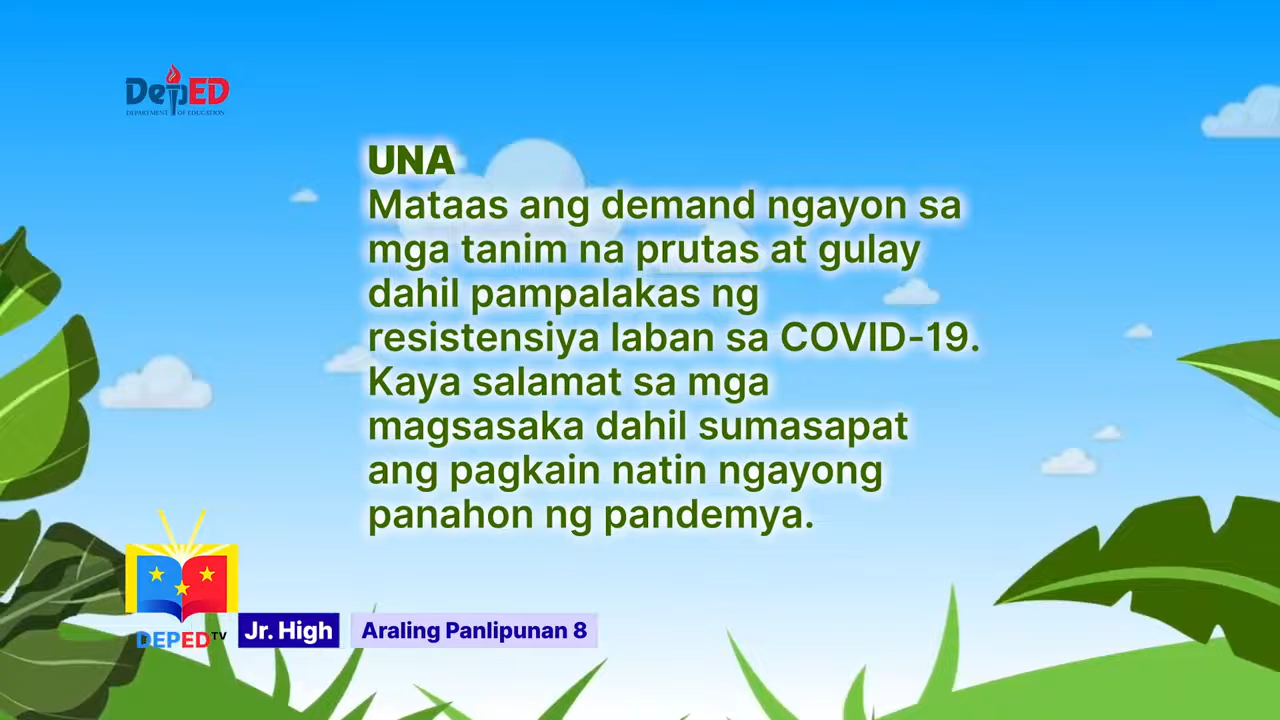 DepED
DEPARTMENT OF EDUCATION
UNA
Mataas ang demand ngayon sa
mga tanim na prutas at gulay
dahil pampalakas ng
resistensiya laban sa COVID-19.
Kaya salamat sa mga
magsasaka dahil sumasapat
ang pagkain natin ngayong
panahon ng pandemya.
DEPED TV
Jr. High
Araling Panlipunan 8